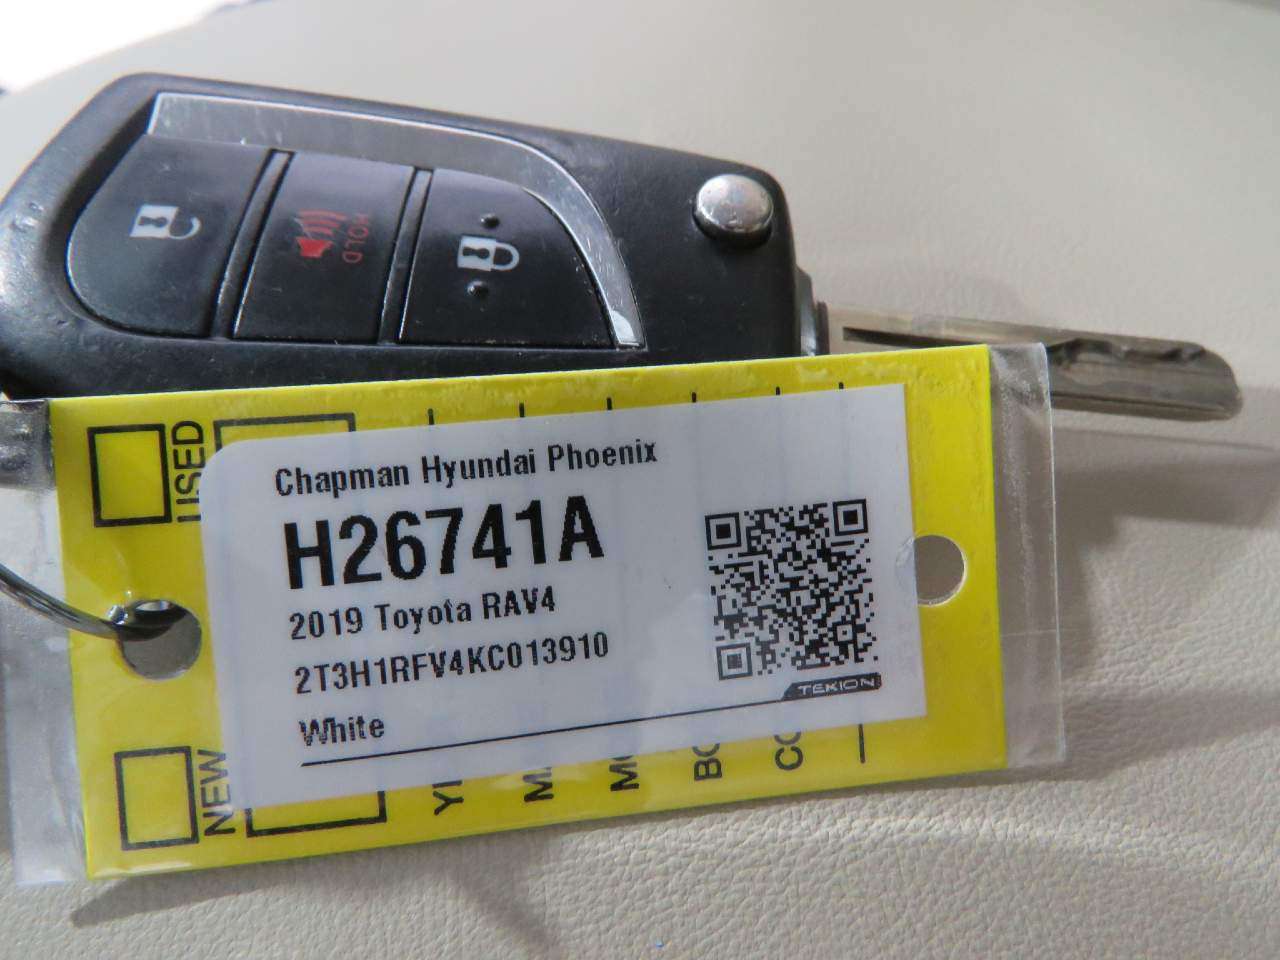 HOLD
USED
Chapman Hyundai Phoenix
H26741A
2019 Toyota RAV4
2T3H1RFV4KC013910
White
TEKION
NEW